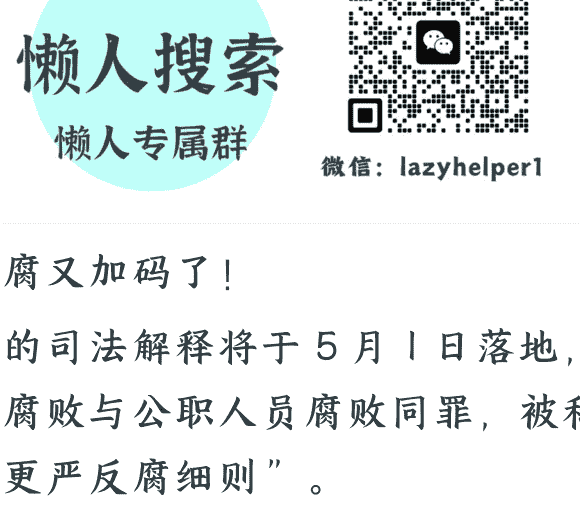 懒人搜索
懒人专属群
微信：lazyhelper1
腐又加码了！
的司法解释将于5月1日落地，
腐败与公职人员腐败同罪，被
更严反腐细则”。